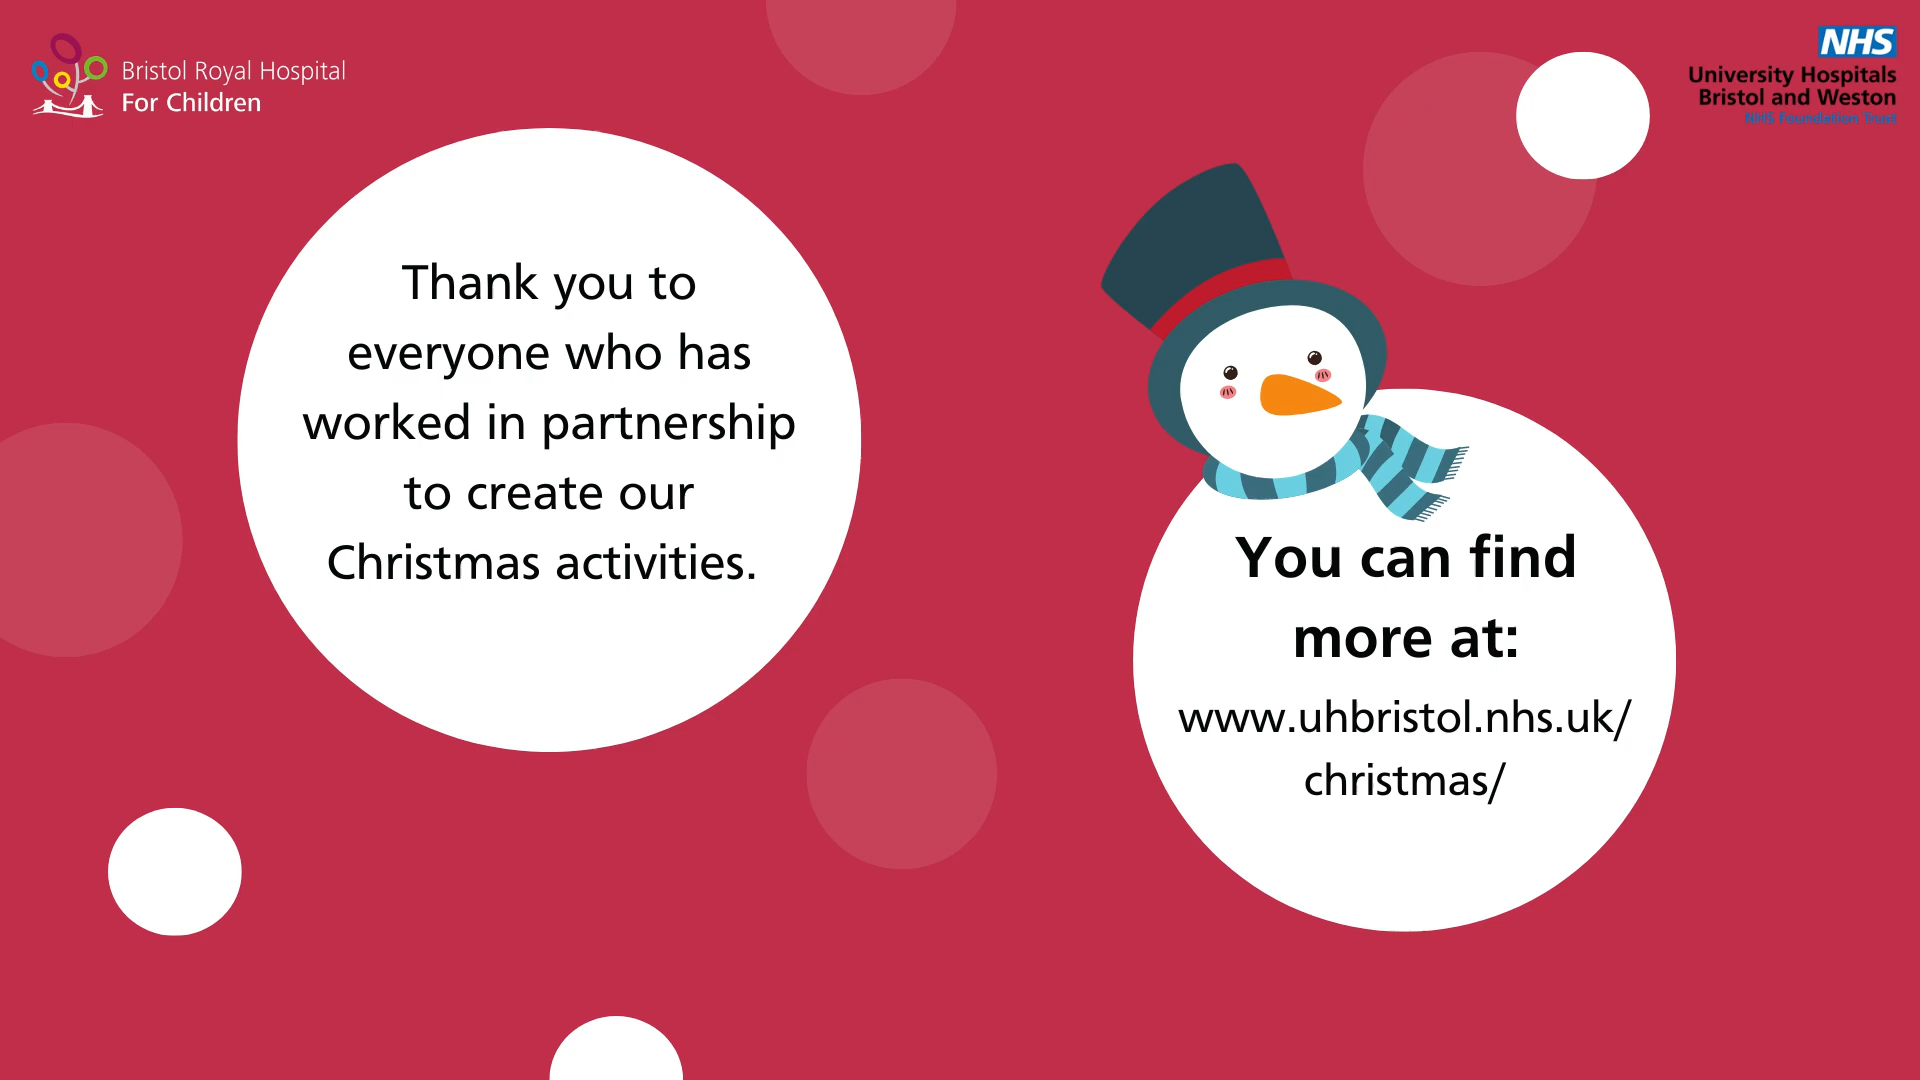 Bristol Royal Hospital
For Children
NHS
University Hospitals
Bristol and Weston
NHS Foundation Trust
Thank you to
everyone who has
worked in partnership
to create our
Christmas activities.
You can find
more at:
www.uhbristol.nhs.uk/
christmas/